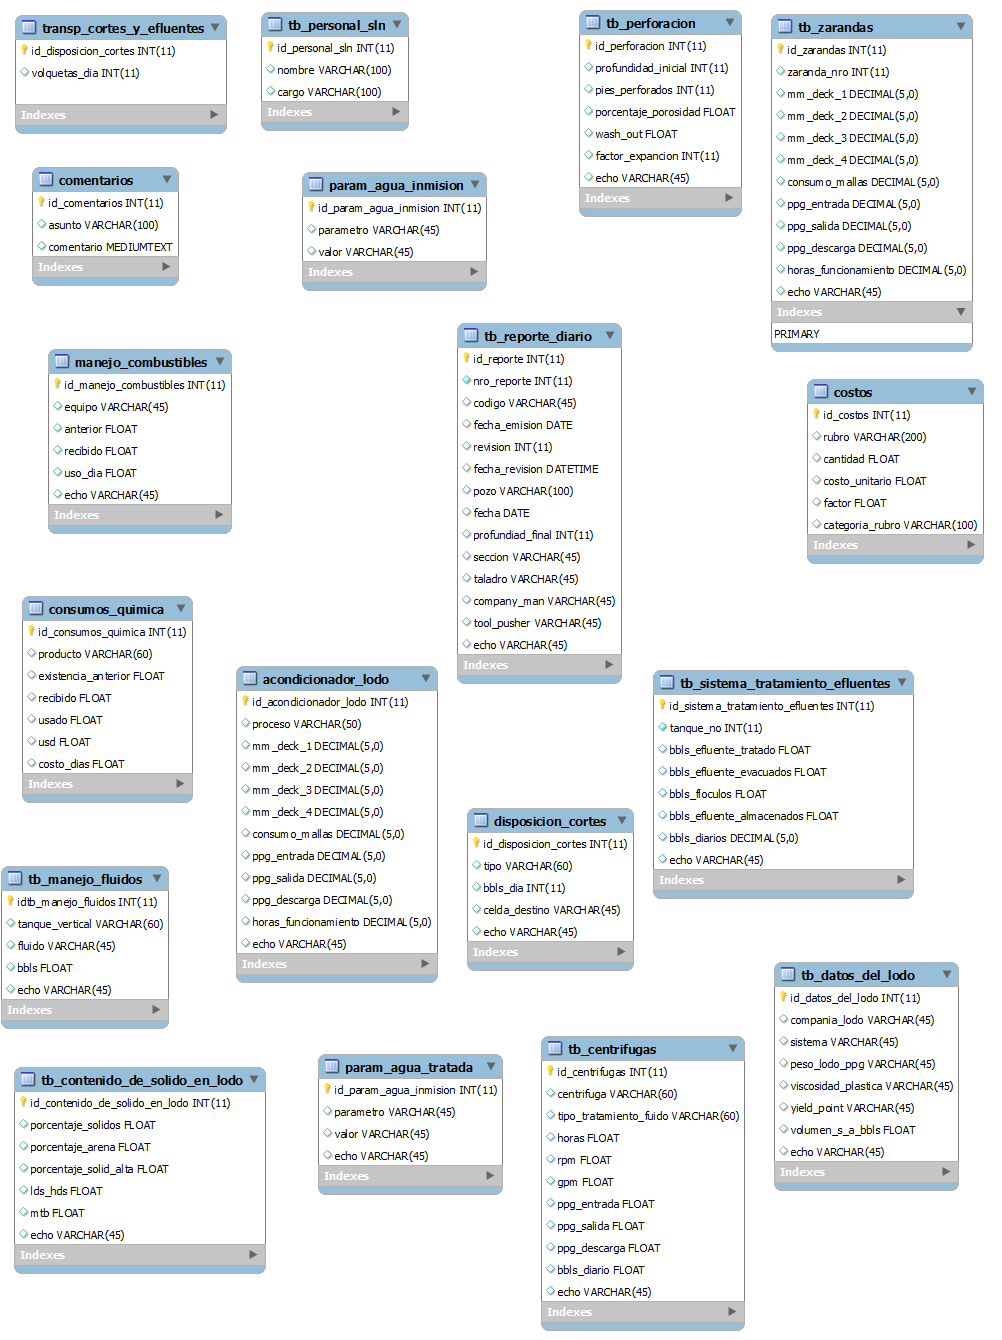 transp_cortes_y_efluentes
id_disposicion_cortes INT(11)
volquetas_dia INT(11)
Indexes
tb_personal_sln
id_personal_sln INT(11)
nombre VARCHAR(100)
cargo VARCHAR(100)
Indexes
tb_perforacion
id_perforacion INT(11)
profundidad_inicial INT(11)
pies_perforados INT(11)
porcentaje_porosidad FLOAT
wash_out FLOAT
factor_expancion INT(11)
echo VARCHAR(45)
Indexes
tb_zarandas
id_zarandas INT(11)
zaranda_nro INT(11)
mm_deck_1 DECIMAL(5,0)
mm_deck_2 DECIMAL(5,0)
mm_deck_3 DECIMAL(5,0)
mm_deck_4 DECIMAL(5,0)
consumo_mallas DECIMAL(5,0)
ppg_entrada DECIMAL(5,0)
ppg_salida DECIMAL(5,0)
ppg_descarga DECIMAL(5,0)
horas_funcionamiento DECIMAL(5,0)
echo VARCHAR(45)
Indexes
PRIMARY
comentarios
id_comentarios INT(11)
asunto VARCHAR(100)
comentario MEDIUMTEXT
Indexes
param_agua_inmision
id_param_agua_inmision INT(11)
parametro VARCHAR(45)
valor VARCHAR(45)
Indexes
manejo_combustibles
id_manejo_combustibles INT(11)
equipo VARCHAR(45)
anterior FLOAT
recibido FLOAT
uso_dia FLOAT
echo VARCHAR(45)
Indexes
tb_reporte_diario
id_reporte INT(11)
nro_reporte INT(11)
codigo VARCHAR(45)
fecha_emision DATE
revision INT(11)
fecha_revision DATETIME
pozo VARCHAR(100)
fecha DATE
profundiad_final INT(11)
seccion VARCHAR(45)
taladro VARCHAR(45)
company_man VARCHAR(45)
tool_pusher VARCHAR(45)
echo VARCHAR(45)
Indexes
costos
id_costos INT(11)
rubro VARCHAR(200)
cantidad FLOAT
costo_unitario FLOAT
factor FLOAT
categoria_rubro VARCHAR(100)
Indexes
consumos_quimica
id_consumos_quimica INT(11)
producto VARCHAR(60)
existencia_anterior FLOAT
recibido FLOAT
usado FLOAT
usd FLOAT
costo_dias FLOAT
Indexes
acondicionador_lodo
id_acondicionador_lodo INT(11)
proceso VARCHAR(50)
mm_deck_1 DECIMAL(5,0)
mm_deck_2 DECIMAL(5,0)
mm_deck_3 DECIMAL(5,0)
mm_deck_4 DECIMAL(5,0)
consumo_mallas DECIMAL(5,0)
ppg_entrada DECIMAL(5,0)
ppg_salida DECIMAL(5,0)
ppg_descarga DECIMAL(5,0)
horas_funcionamiento DECIMAL(5,0)
echo VARCHAR(45)
Indexes
tb_sistema_tratamiento_efluentes
id_sistema_tratamiento_efluentes INT(11)
tanque_no INT(11)
bbls_efluente_tratado FLOAT
bbls_efluente_evacuados FLOAT
bbls_floculos FLOAT
bbls_efluente_almacenados FLOAT
bbls_diarios DECIMAL(5,0)
echo VARCHAR(45)
Indexes
disposicion_cortes
id_disposicion_cortes INT(11)
tipo VARCHAR(60)
bbls_dia INT(11)
celda_destino VARCHAR(45)
echo VARCHAR(45)
Indexes
tb_manejo_fluidos
idtb_manejo_fluidos INT(11)
tanque_vertical VARCHAR(60)
fluido VARCHAR(45)
bbls FLOAT
echo VARCHAR(45)
Indexes
tb_datos_del_lodo
id_datos_del_lodo INT(11)
compania_lodo VARCHAR(45)
sistema VARCHAR(45)
peso_lodo_ppg VARCHAR(45)
viscosidad_plastica VARCHAR(45)
yield_point VARCHAR(45)
volumen_s_a_bbls FLOAT
echo VARCHAR(45)
Indexes
tb_contenido_de_solido_en_lodo
id_contenido_de_solido_en_lodo INT(11)
porcentaje_solidos FLOAT
porcentaje_arena FLOAT
porcentaje_solid_alta FLOAT
lds_hds FLOAT
mtb FLOAT
echo VARCHAR(45)
Indexes
param_agua_tratada
id_param_agua_inmision INT(11)
parametro VARCHAR(45)
valor VARCHAR(45)
echo VARCHAR(45)
Indexes
tb_centrifugas
id_centrifugas INT(11)
centrifuga VARCHAR(60)
tipo_tratamiento_fuido VARCHAR(60)
horas FLOAT
rpm FLOAT
gpm FLOAT
ppg_entrada FLOAT
ppg_salida FLOAT
ppg_descarga FLOAT
bbls_diario FLOAT
echo VARCHAR(45)
Indexes